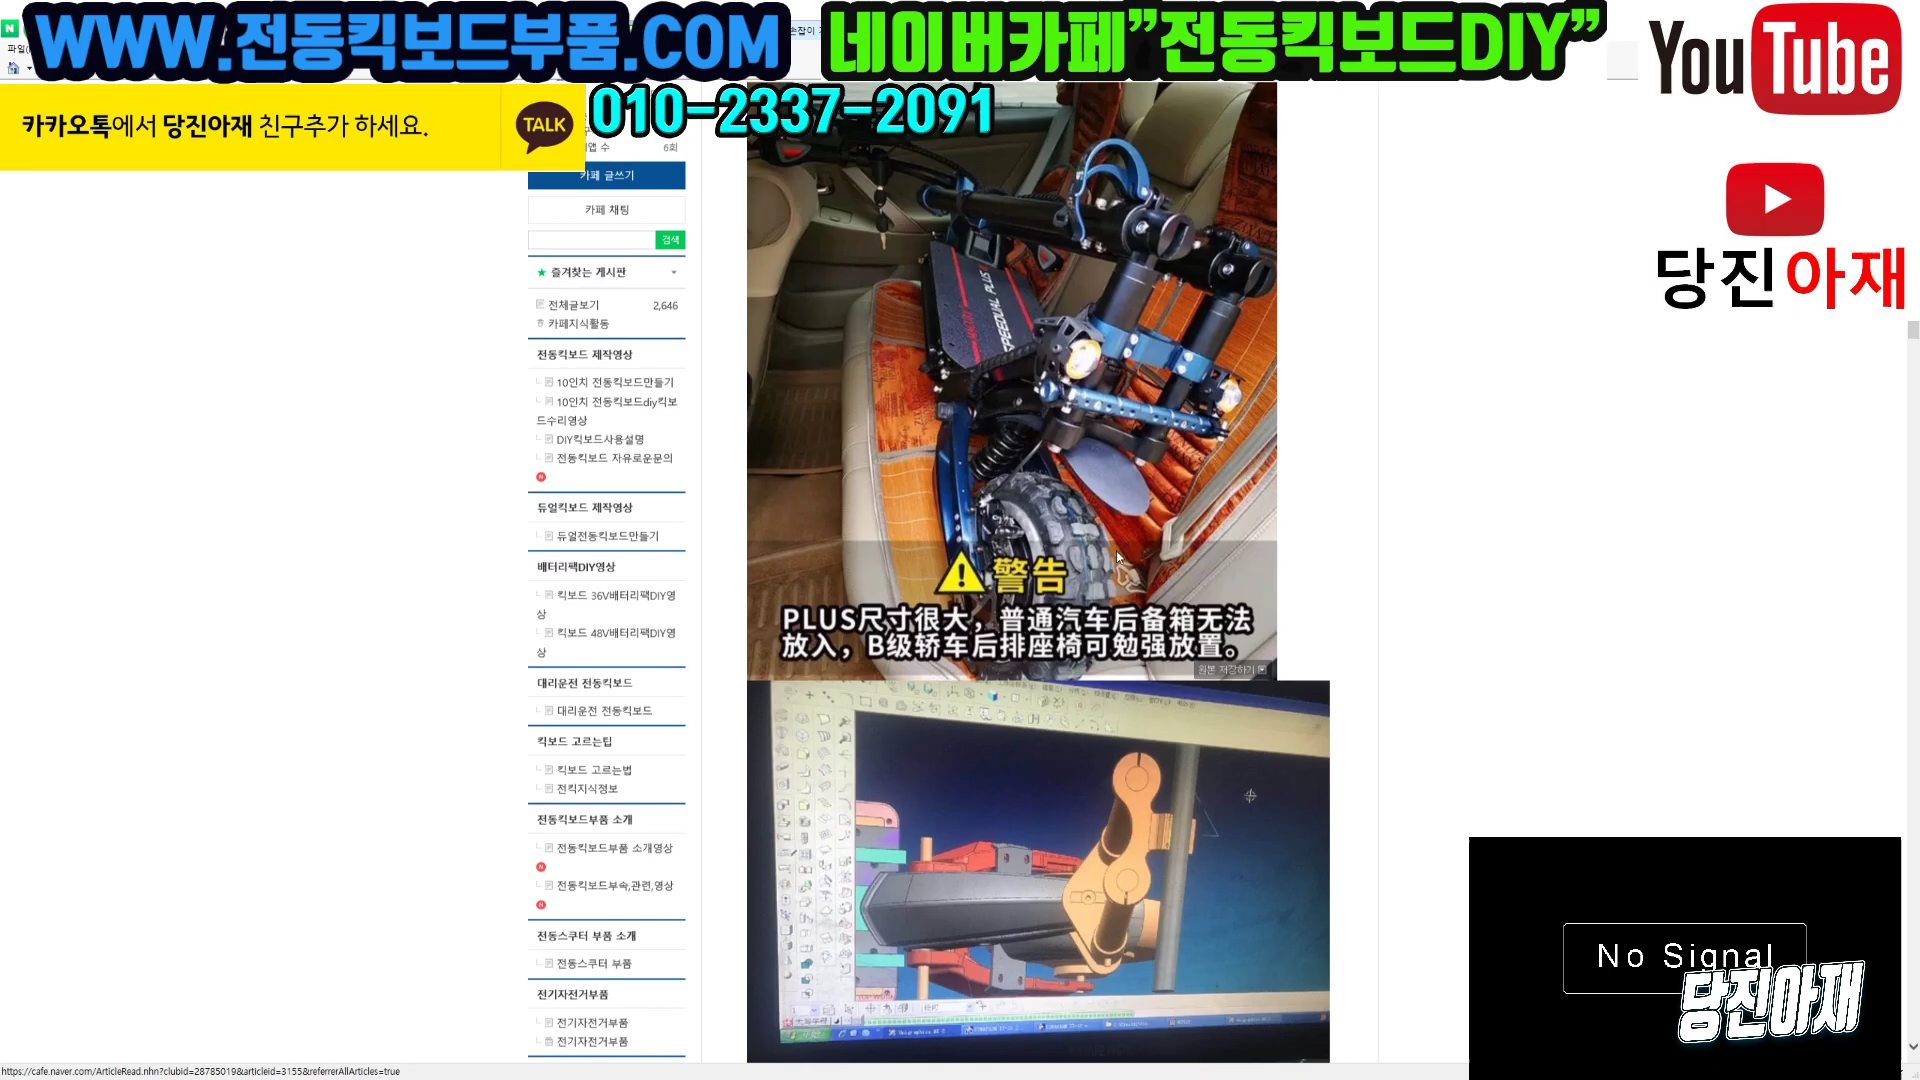 WWW.전동킥보드부품.COM
네이버카페"전동킥보드DIY"
YouTube
카카오톡에서 당진아재 친구추가 하세요.
TALK
010-2337-2091
6회
카페 글쓰기
카페 채팅
검색
즐겨찾는 게시판
전체글보기 2,646
카페지식활동
전동킥보드 제작영상
10인치 전동킥보드만들기
10인치 전동킥보드diy킥보
드수리영상
DIY킥보드사용설명
전동킥보드 자유로운문의
듀얼킥보드 제작영상
듀얼전동킥보드만들기
배터리팩DIY영상
킥보드 36V배터리팩DIY영
상
킥보드 48V배터리팩DIY영
상
대리운전 전동킥보드
대리운전 전동킥보드
킥보드 고르는팁
킥보드 고르는법
전킥지식정보
전동킥보드부품 소개
전동킥보드부품 소개영상
전동킥보드부속,관련,영상
전동스쿠터 부품 소개
전동스쿠터 부품
전기자전거부품
전기자전거부품
전기자전거부품
SPEEDUAL PLUS
警告
PLUS尺寸很大，普通汽车后备箱无法
放入，B级轿车后排座椅可勉强放置。
원본 저장하기
당진아재
No Signal
당진아재
https://cafe.naver.com/ArticleRead.nhn?clubid=28785019&articleid=3155&referrerAllArticles=true